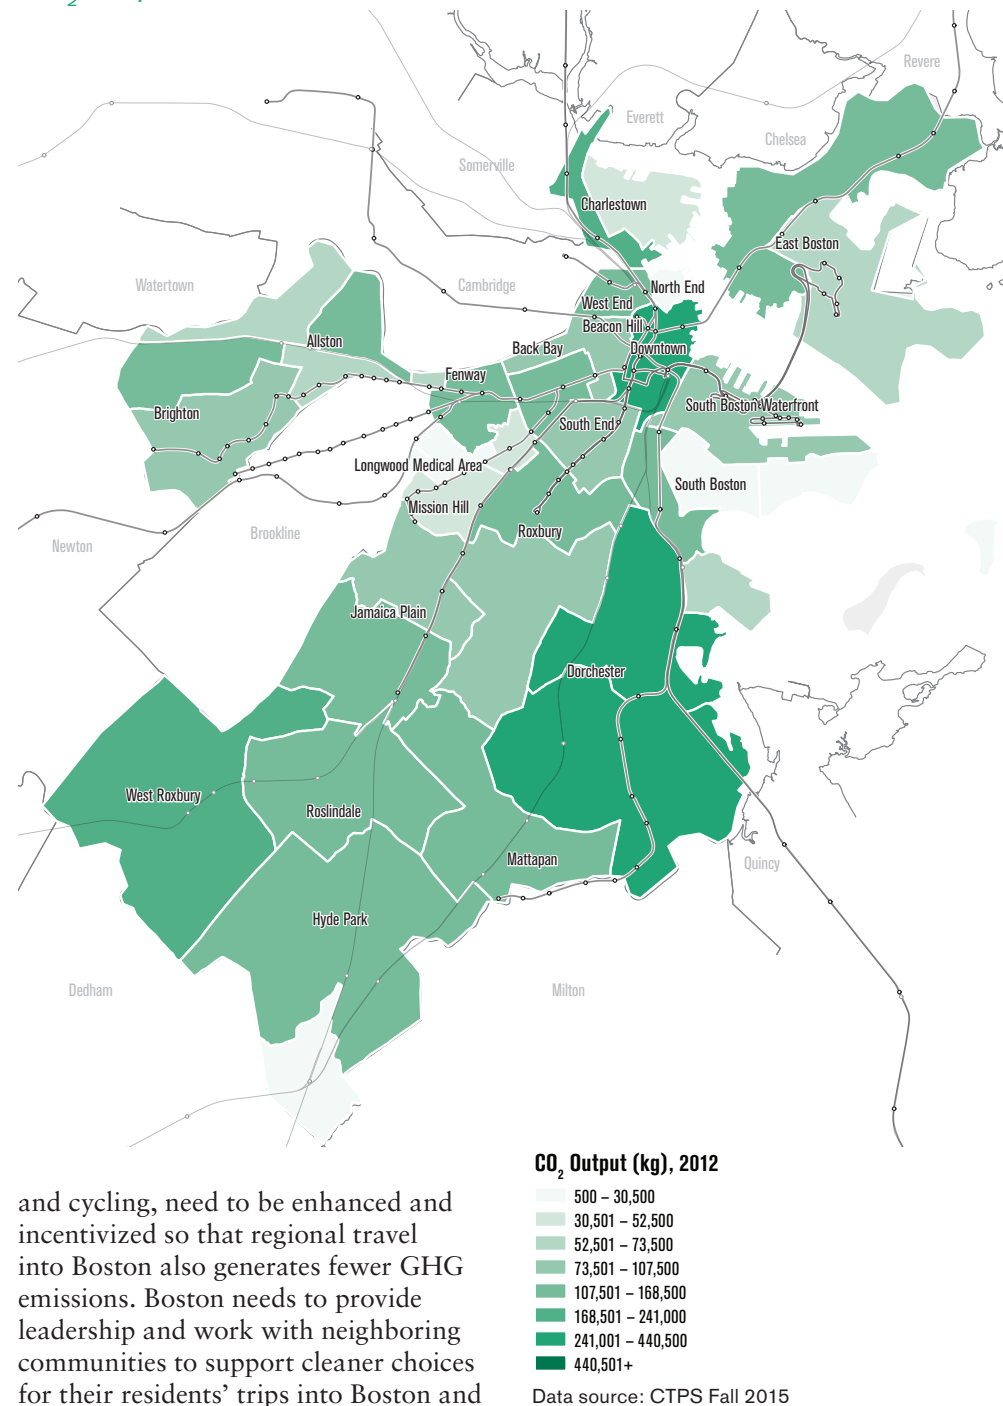 Revere
Everett
Chelsea
Somerville
Charlestown
East Boston
Watertown
Cambridge
North End
West End
Beacon Hill
Allston
Back Bay
Downtown
Fenway
Brighton
South Boston Waterfront
South End
Longwood Medical Area
South Boston
Mission Hill
Newton
Brookline
Roxbury
Jamaica Plain
Dorchester
West Roxbury
Roslindale
Mattapan
Quincy
Hyde Park
Dedham
Milton
CO2 Output (kg), 2012
500 – 30,500
30,501 – 52,500
52,501 – 73,500
73,501 – 107,500
107,501 – 168,500
168,501 – 241,000
241,001 – 440,500
440,501+
Data source: CTPS Fall 2015
and cycling, need to be enhanced and
incentivized so that regional travel
into Boston also generates fewer GHG
emissions. Boston needs to provide
leadership and work with neighboring
communities to support cleaner choices
for their residents’ trips into Boston and